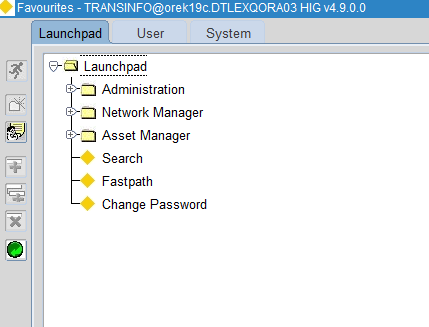 Favourites - TRANSINFO@orek19c.DTLEXQORA03 HIG v4.9.0.0
Launchpad User System
Launchpad
Administration
Network Manager
Asset Manager
Search
Fastpath
Change Password